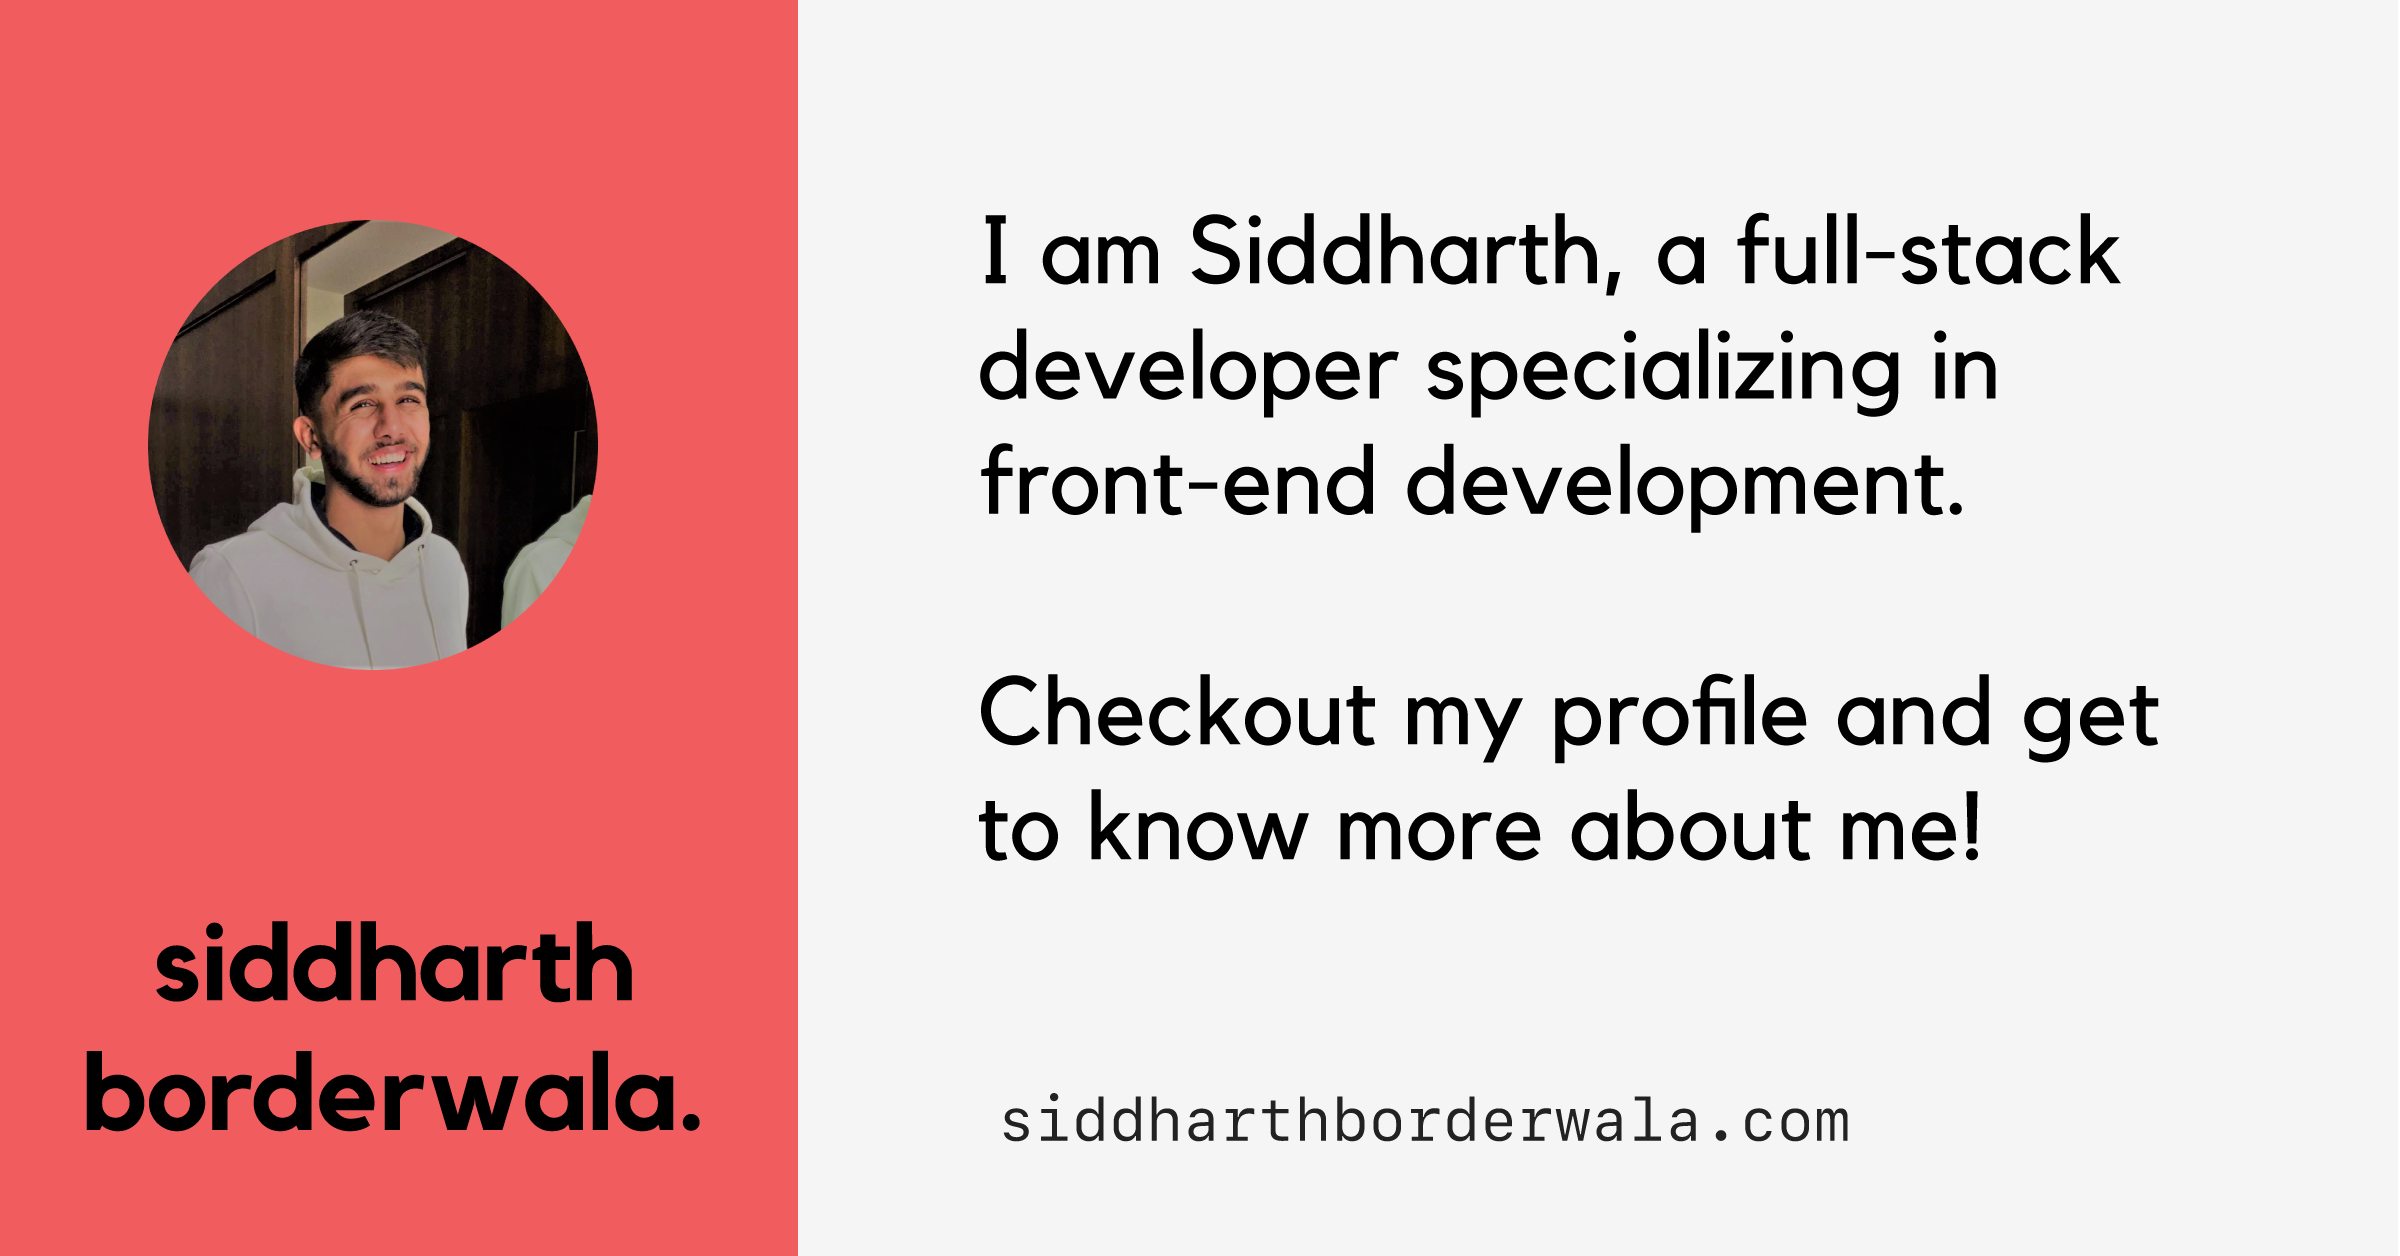 siddharth
borderwala.
I am Siddharth, a full-stack
developer specializing in
front-end development.
Checkout my profile and get
to know more about me!
siddharthborderwala.com